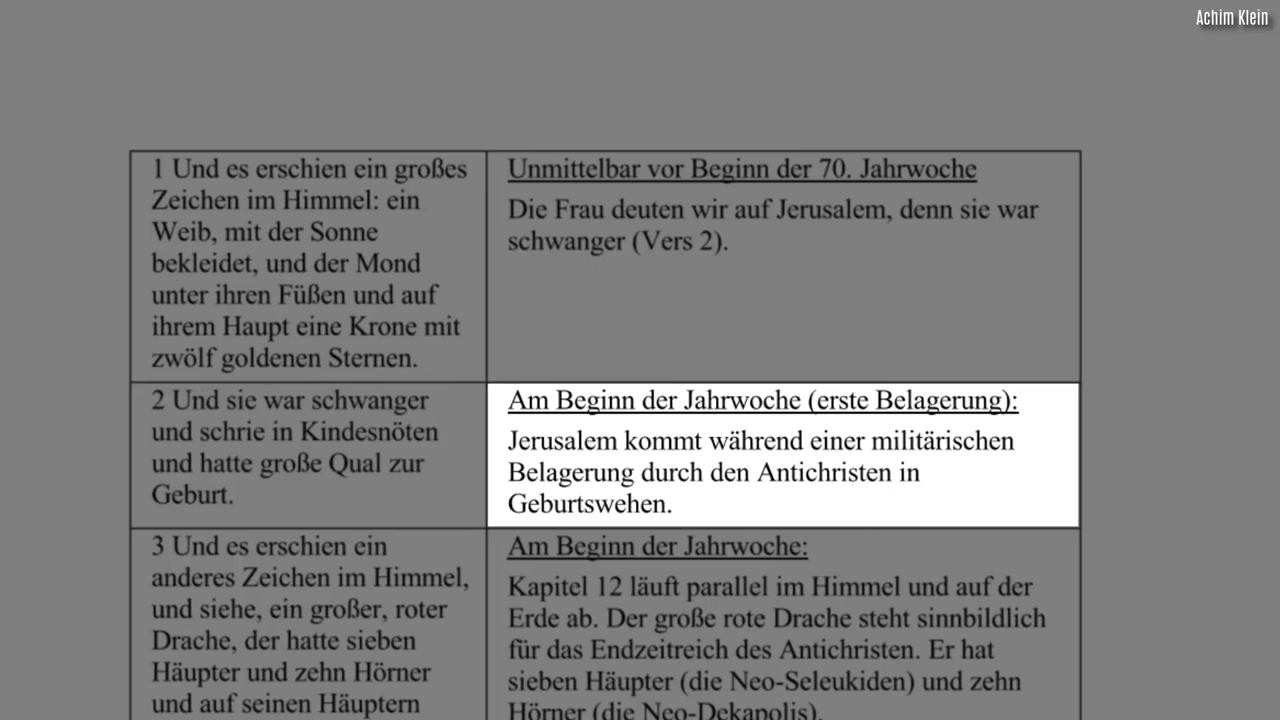 Achim Klein
1 Und es erschien ein großes
Zeichen im Himmel: ein
Weib, mit der Sonne
bekleidet, und der Mond
unter ihren Füßen und auf
ihrem Haupt eine Krone mit
zwölf goldenen Sternen.
Unmittelbar vor Beginn der 70. Jahrwoche
Die Frau deuten wir auf Jerusalem, denn sie war
schwanger (Vers 2).
2 Und sie war schwanger
und schrie in Kindesnöten
und hatte große Qual zur
Geburt.
Am Beginn der Jahrwoche (erste Belagerung):
Jerusalem kommt während einer militärischen
Belagerung durch den Antichristen in
Geburtswehen.
3 Und es erschien ein
anderes Zeichen im Himmel,
und siehe, ein großer, roter
Drache, der hatte sieben
Häupter und zehn Hörner
und auf seinen Häuptern
Am Beginn der Jahrwoche:
Kapitel 12 läuft parallel im Himmel und auf der
Erde ab. Der große rote Drache steht sinnbildlich
für das Endzeitreich des Antichristen. Er hat
sieben Häupter (die Neo-Seleukiden) und zehn
Hörner (die Neo-Dekapolis).